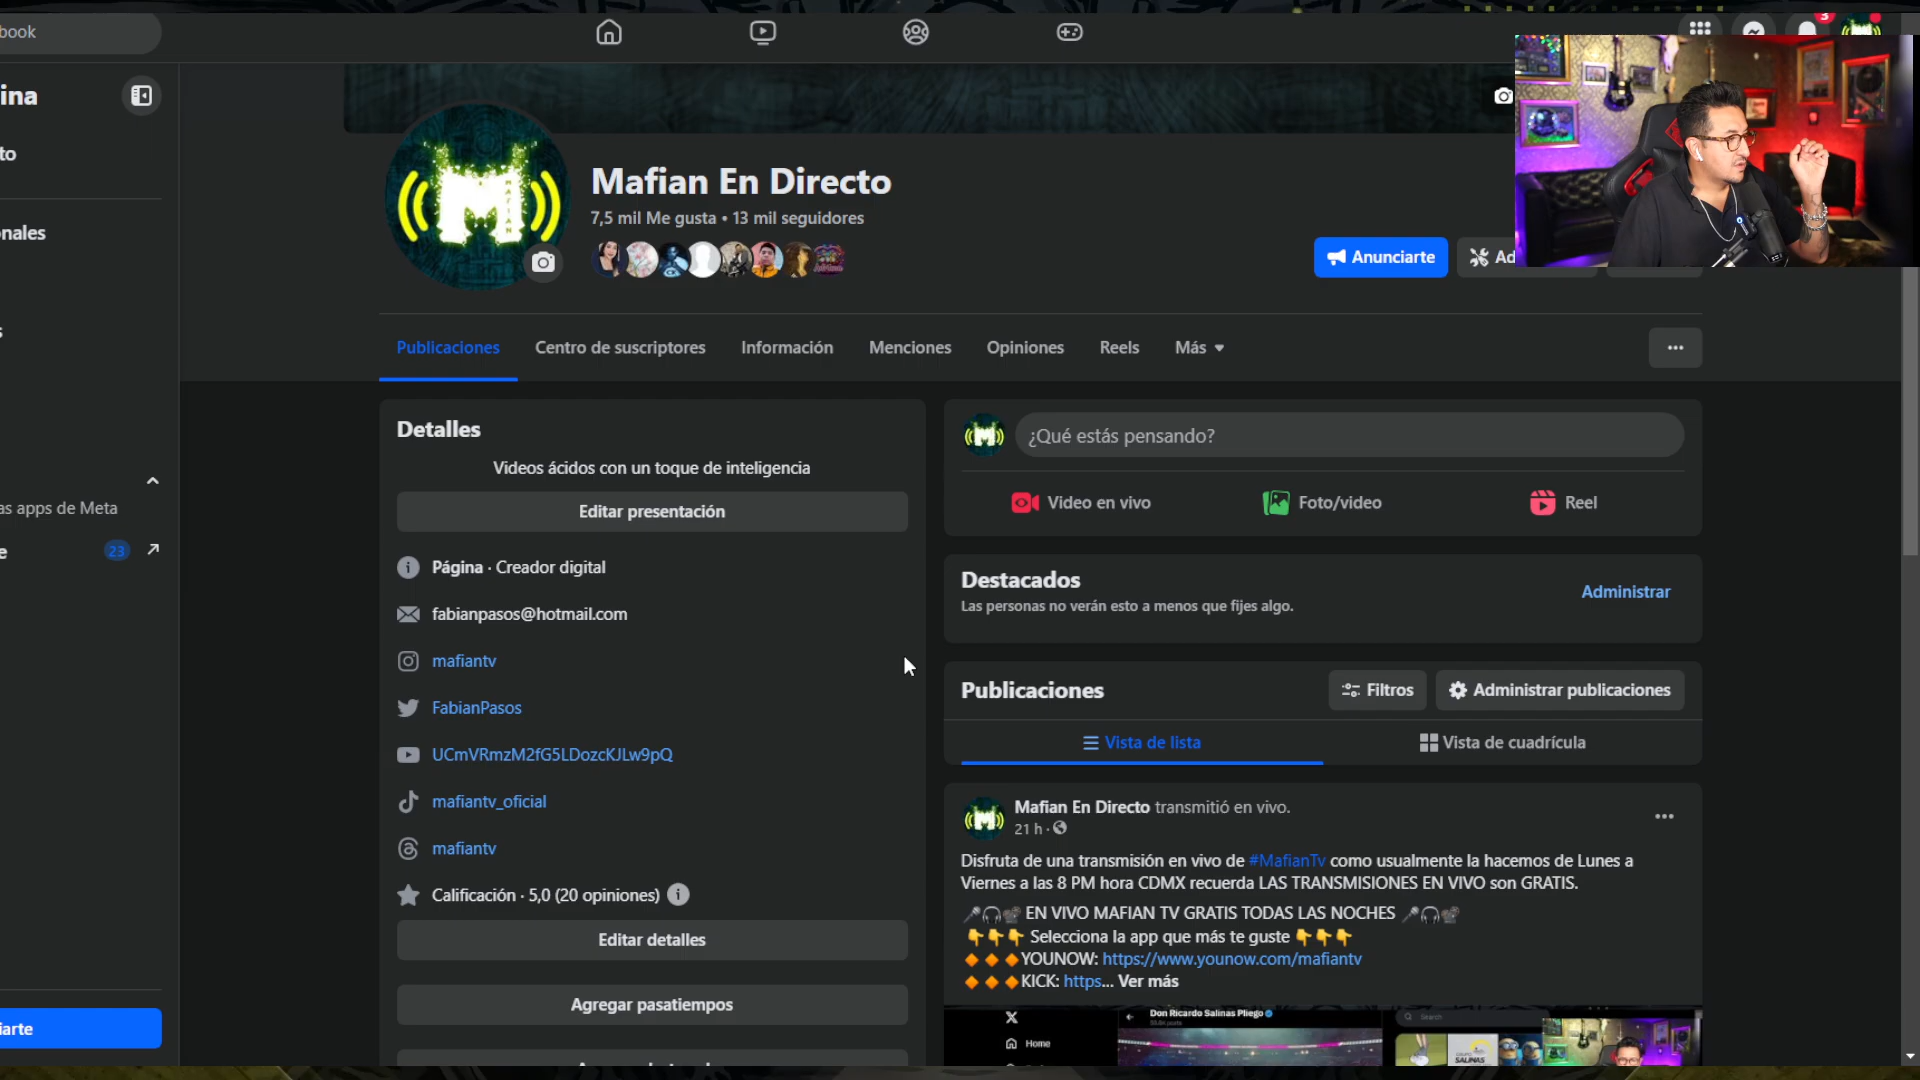 book
3
ina
to
onales
s
as apps de Meta
e
23
iarte
M
Mafian En Directo
7,5 mil Me gusta • 13 mil seguidores
Anunciarte
Ad
Publicaciones
Centro de suscriptores
Información
Menciones
Opiniones
Reels
Más
Detalles
Videos ácidos con un toque de inteligencia
Editar presentación
Página · Creador digital
fabianpasos@hotmail.com
mafiantv
FabianPasos
UCmVRmzM2fG5LDozcKJLw9pQ
mafiantv_oficial
mafiantv
Calificación · 5,0 (20 opiniones)
Editar detalles
Agregar pasatiempos
¿Qué estás pensando?
Video en vivo
Foto/video
Reel
Destacados
Las personas no verán esto a menos que fijes algo.
Administrar
Publicaciones
Filtros
Administrar publicaciones
Vista de lista
Vista de cuadrícula
Mafian En Directo transmitió en vivo.
21 h ·
Disfruta de una transmisión en vivo de #MafianTv como usualmente la hacemos de Lunes a
Viernes a las 8 PM hora CDMX recuerda LAS TRANSMISIONES EN VIVO son GRATIS.
🎤🎧📽 EN VIVO MAFIAN TV GRATIS TODAS LAS NOCHES 🎤🎧📽
👇👇👇 Selecciona la app que más te guste 👇👇👇
🔸🔸🔸YOUNOW: https://www.younow.com/mafiantv
🔸🔸🔸KICK: https... Ver más
Don Ricardo Salinas Pliego
Search
Home
SALINAS